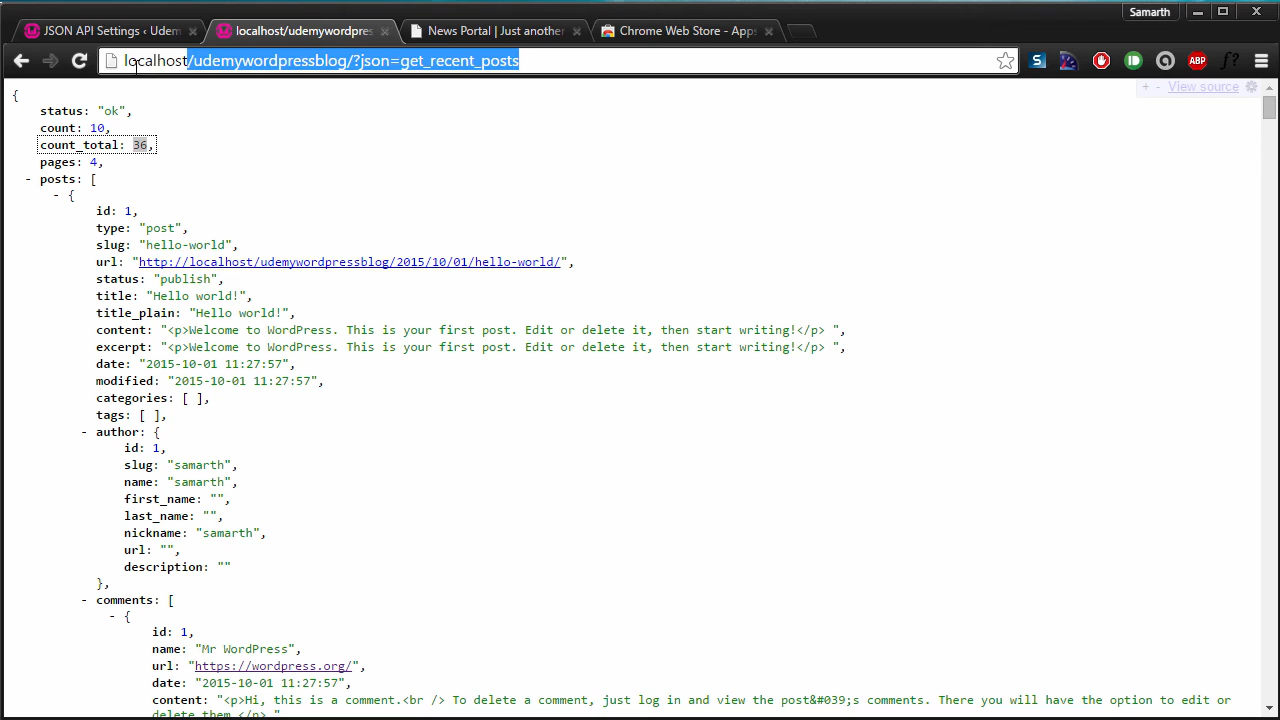 Samarth
JSON API Settings ‹ Udem
localhost/udemywordpres
News Portal | Just another
Chrome Web Store - Apps
localhost/udemywordpressblog/?json=get_recent_posts
S
ABP
f?
+ - View source
{
status: "ok",
count: 10,
count_total: 36,
pages: 4,
- posts: [
- {
id: 1,
type: "post",
slug: "hello-world",
url: "http://localhost/udemywordpressblog/2015/10/01/hello-world/",
status: "publish",
title: "Hello world!",
title_plain: "Hello world!",
content: "<p>Welcome to WordPress. This is your first post. Edit or delete it, then start writing!</p> ",
excerpt: "<p>Welcome to WordPress. This is your first post. Edit or delete it, then start writing!</p> ",
date: "2015-10-01 11:27:57",
modified: "2015-10-01 11:27:57",
categories: [ ],
tags: [ ],
- author: {
id: 1,
slug: "samarth",
name: "samarth",
first_name: "",
last_name: "",
nickname: "samarth",
url: "",
description: ""
},
- comments: [
- {
id: 1,
name: "Mr WordPress",
url: "https://wordpress.org/",
date: "2015-10-01 11:27:57",
content: "<p>Hi, this is a comment.<br /> To delete a comment, just log in and view the post&#039;s comments. There you will have the option to edit or
delete them.</p> "